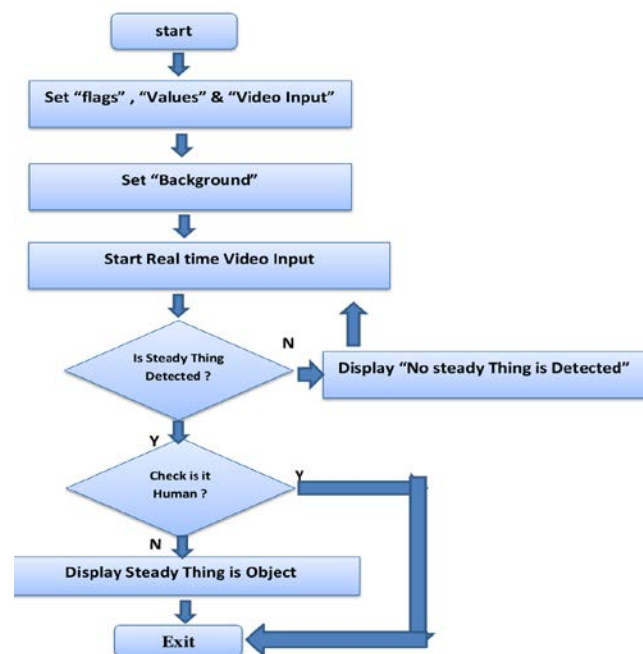 start
Set “flags” , “Values” & “Video Input”
Set “Background”
Start Real time Video Input
Is Steady Thing
Detected ?
N
Display “No steady Thing is Detected”
Y
Check is it
Human ?
Y
N
Display Steady Thing is Object
Exit